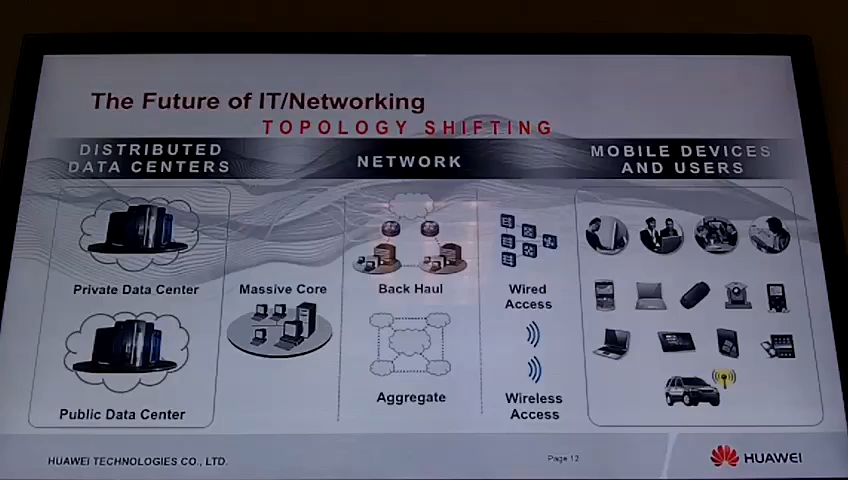 The Future of IT/Networking
TOPOLOGY SHIFTING
DISTRIBUTED
DATA CENTERS
NETWORK
MOBILE DEVICES
AND USERS
Private Data Center
Massive Core
Back Haul
Wired
Access
Public Data Center
Aggregate
Wireless
Access
HUAWEI TECHNOLOGIES CO., LTD.
Page 12
HUAWEI